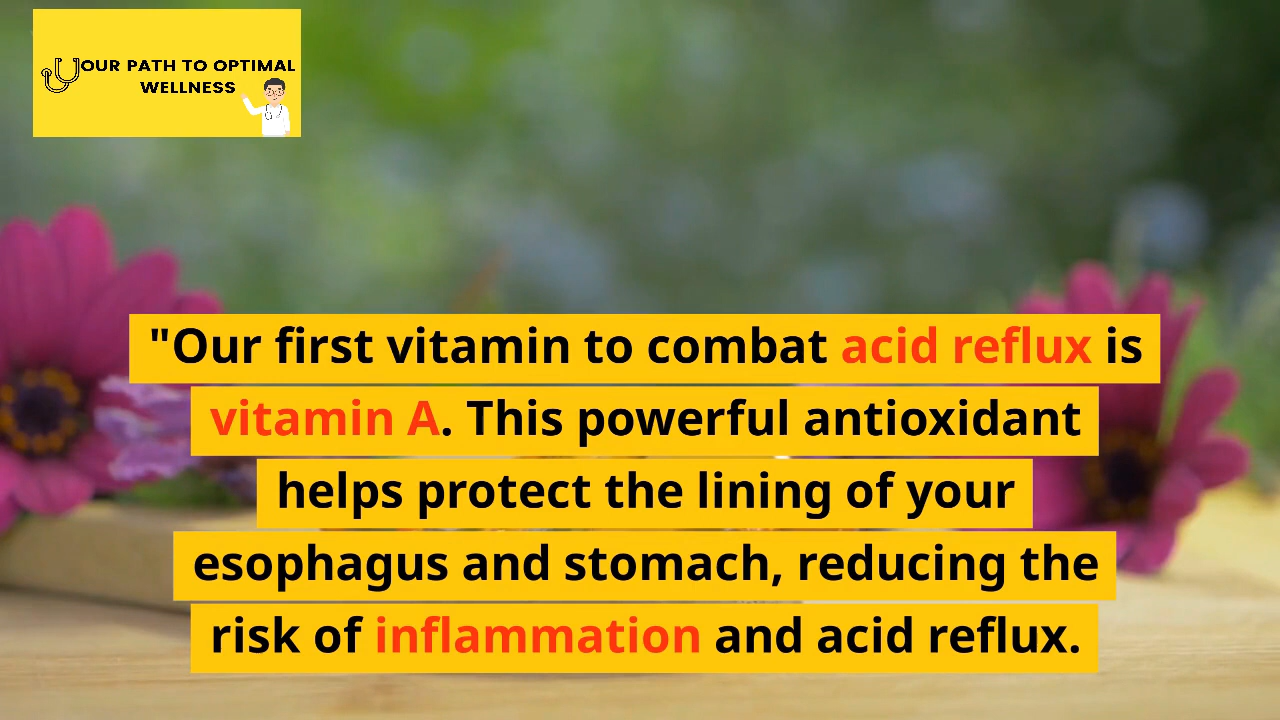 OUR PATH TO OPTIMAL
WELLNESS
"Our first vitamin to combat acid reflux is
vitamin A. This powerful antioxidant
helps protect the lining of your
esophagus and stomach, reducing the
risk of inflammation and acid reflux.